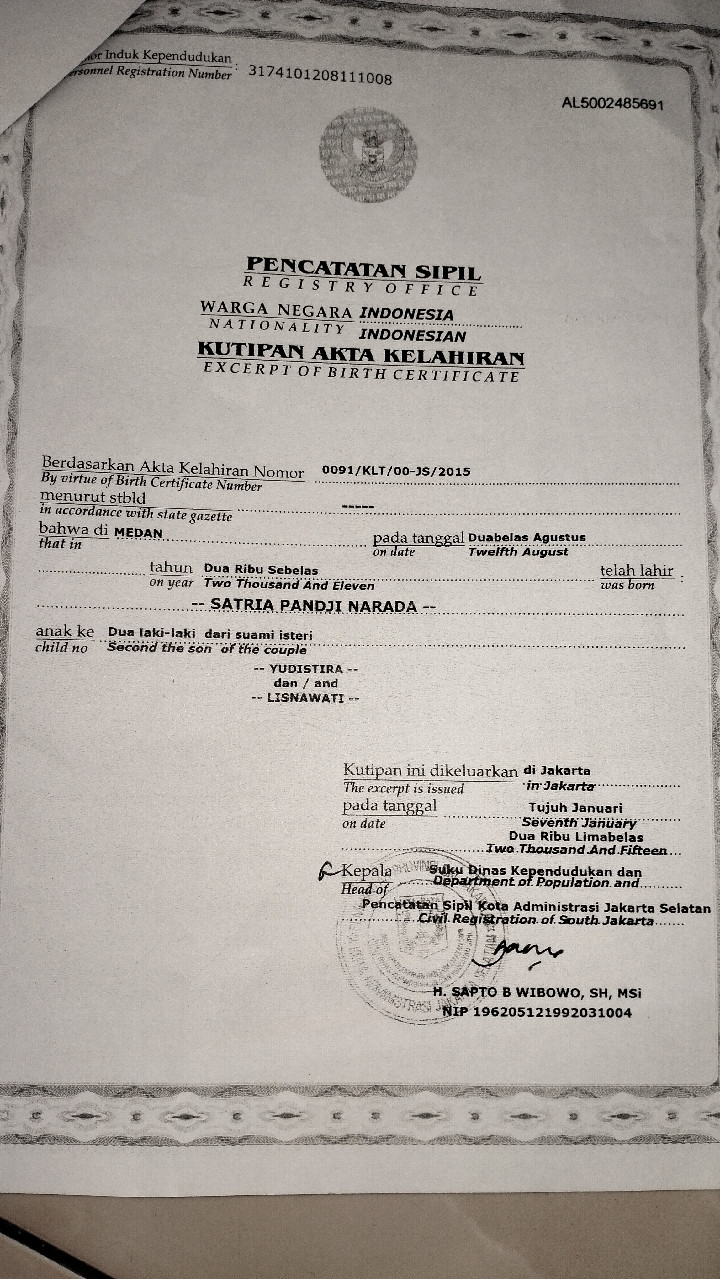 or Induk Kependudukan : 3174101208111008
Personnel Registration Number
AL5002485691
PENCATATAN SIPIL
REGISTRY OFFICE
WARGA NEGARA INDONESIA
NATIONALITY INDONESIAN
KUTIPAN AKTA KELAHIRAN
EXCERPT OF BIRTH CERTIFICATE
Berdasarkan Akta Kelahiran Nomor 0091/KLT/00-JS/2015
By virtue of Birth Certificate Number
menurut stbld -----
in accordance with state gazette
bahwa di MEDAN pada tanggal Duabelas Agustus
that in on date Twelfth August
tahun Dua Ribu Sebelas telah lahir :
on year Two Thousand And Eleven was born
-- SATRIA PANDJI NARADA --
anak ke Dua laki-laki dari suami isteri
child no Second the son of the couple
-- YUDISTIRA --
dan / and
-- LISNAWATI --
Kutipan ini dikeluarkan di Jakarta
The excerpt is issued in Jakarta
pada tanggal Tujuh Januari
on date Seventh January
Dua Ribu Limabelas
Two Thousand And Fifteen
Kepala Suku Dinas Kependudukan dan
Head of Department of Population and
Pencatatan Sipil Kota Administrasi Jakarta Selatan
Civil Registration of South Jakarta
H. SAPTO B WIBOWO, SH, MSi
NIP 196205121992031004